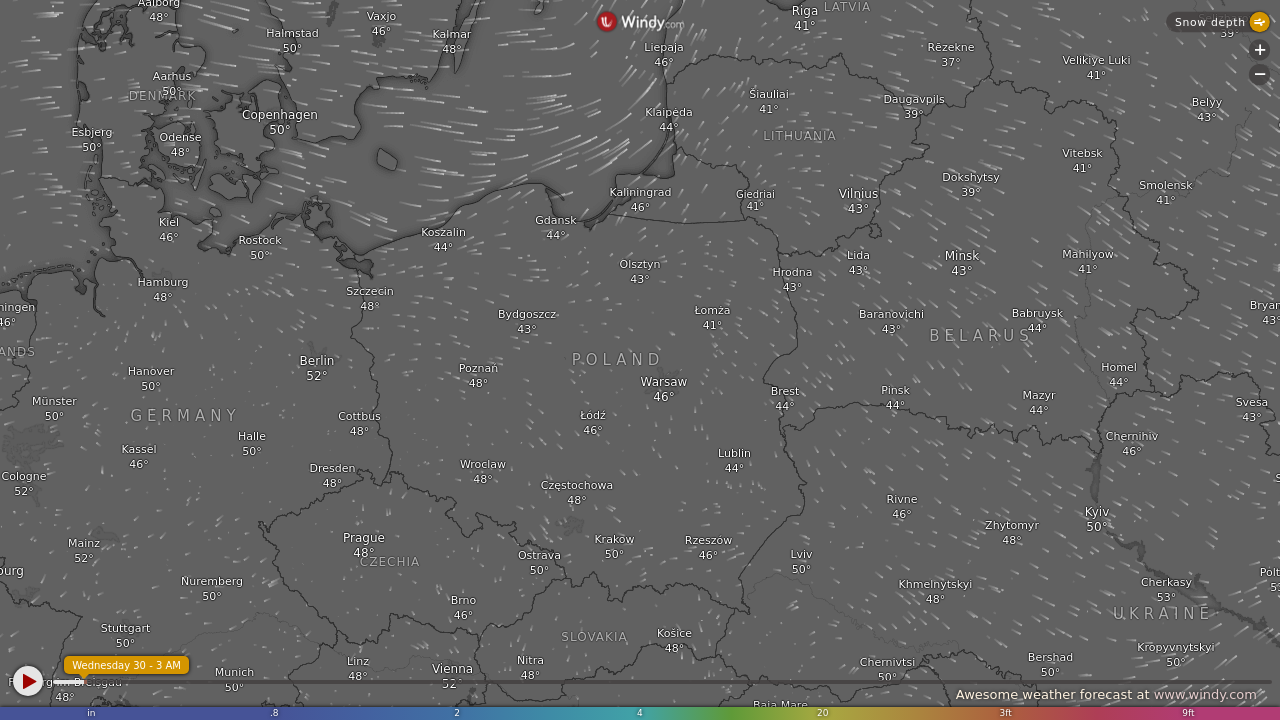 Aalborg
48°
Vaxjo
46°
Windy.com
Riga
41°
LATVIA
Snow depth
39°
Halmstad
50°
Kalmar
48°
Liepaja
46°
Rēzekne
37°
+
Velikiye Luki
41°
−
Aarhus
50°
DENMARK
Šiauliai
41°
Daugavpils
39°
Belyy
43°
Copenhagen
50°
Klaipėda
44°
Esbjerg
50°
Odense
48°
LITHUANIA
Vitebsk
41°
Kaliningrad
46°
Giedriai
41°
Vilnius
43°
Dokshytsy
39°
Smolensk
41°
Kiel
46°
Rostock
50°
Koszalin
44°
Gdansk
44°
Olsztyn
43°
Hrodna
43°
Lida
43°
Minsk
43°
Mahilyow
41°
Hamburg
48°
Szczecin
48°
ningen
46°
Bydgoszcz
43°
Łomża
41°
Baranovichi
43°
Babruysk
44°
43°
BELARUS
ANDS
Berlin
52°
POLAND
Hanover
50°
Poznań
48°
Warsaw
46°
Brest
44°
Pinsk
44°
Homel
44°
Mazyr
44°
Münster
50°
GERMANY
Cottbus
48°
Łódź
46°
Svesa
43°
Kassel
46°
Halle
50°
Lublin
44°
Chernihiv
46°
Cologne
52°
Dresden
48°
Wroclaw
48°
Częstochowa
48°
Rivne
46°
Zhytomyr
48°
Kyiv
50°
Mainz
52°
Prague
48°
CZECHIA
Ostrava
50°
Krakow
50°
Rzeszow
46°
Lviv
50°
Nuremberg
50°
Khmelnytskyi
48°
Cherkasy
53°
UKRAINE
Brno
46°
Stuttgart
50°
SLOVAKIA
Košice
48°
Kropyvnytskyi
50°
Wednesday 30 - 3 AM
48°
Munich
50°
Linz
48°
Vienna
52°
Nitra
48°
Chernivtsi
50°
Bershad
50°
Awesome weather forecast at www.windy.com
Baia Mare
in .8 2 4 20 3ft 9ft